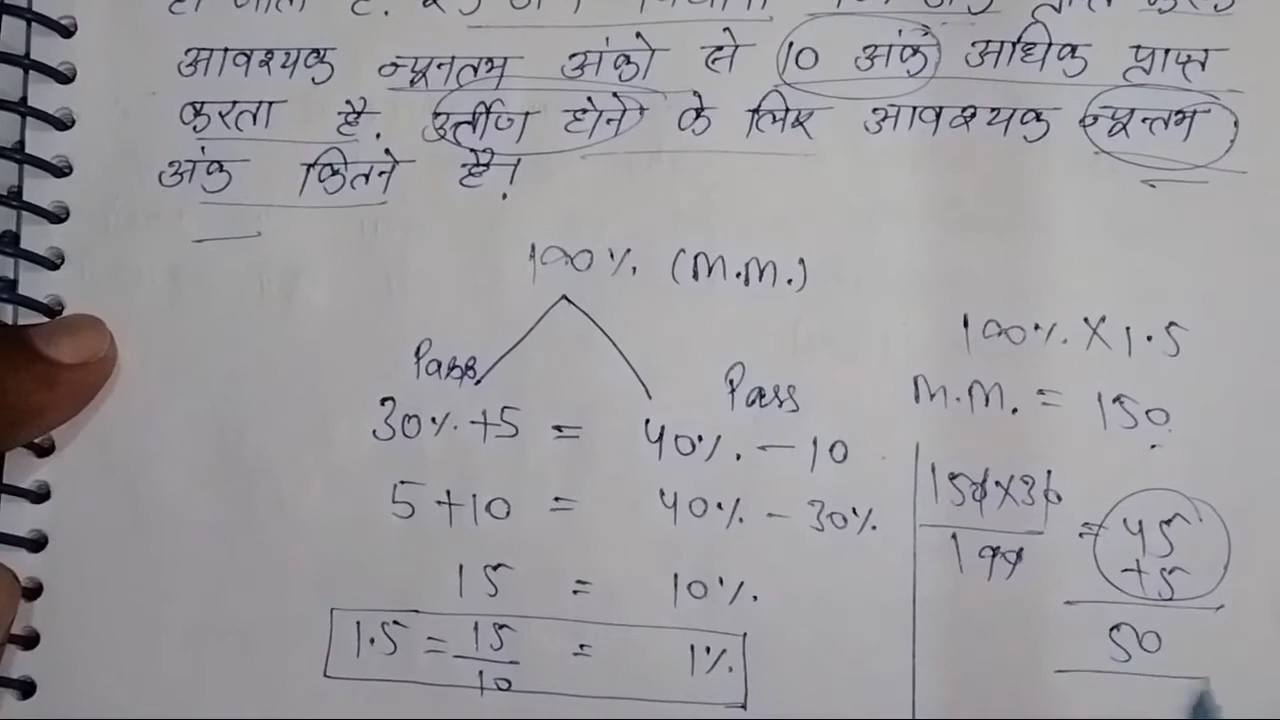 आवश्यक न्यूनतम अंको से 10 अंक अधिक प्राप्त
करता है. उर्तीण होने के लिए आवश्यक न्यूनतम
अंक कितने है।
100% (M.M.)
Pass
Pass
30% +5 = 40% - 10
5+10 = 40% - 30%
15 = 10%
1.5 = 15/10 = 1%
100% X 1.5
M.M. = 150
150x30/100 = 45
+5
50